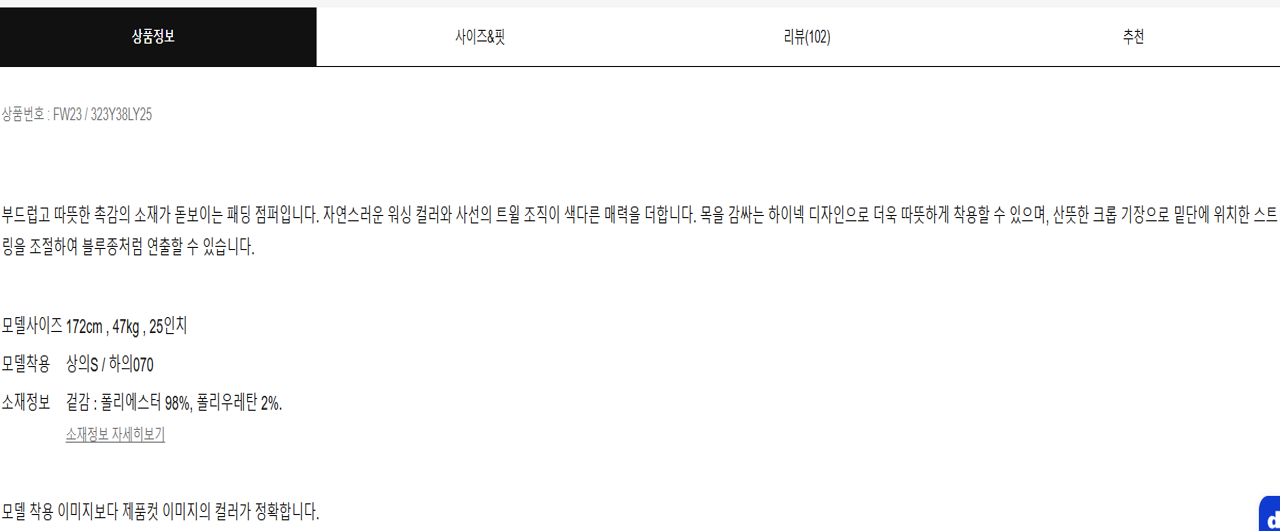 상품정보 사이즈&핏 리뷰(102) 추천
상품번호 : FW23 / 323Y38LY25
부드럽고 따뜻한 촉감의 소재가 돋보이는 패딩 점퍼입니다. 자연스러운 워싱 컬러와 사선의 트윌 조직이 색다른 매력을 더합니다. 목을 감싸는 하이넥 디자인으로 더욱 따뜻하게 착용할 수 있으며, 산뜻한 크롭 기장으로 밑단에 위치한 스트
링을 조절하여 블루종처럼 연출할 수 있습니다.
모델사이즈 172cm , 47kg , 25인치
모델착용 상의S / 하의070
소재정보 겉감 : 폴리에스터 98%, 폴리우레탄 2%.
소재정보 자세히보기
모델 착용 이미지보다 제품컷 이미지의 컬러가 정확합니다.
d